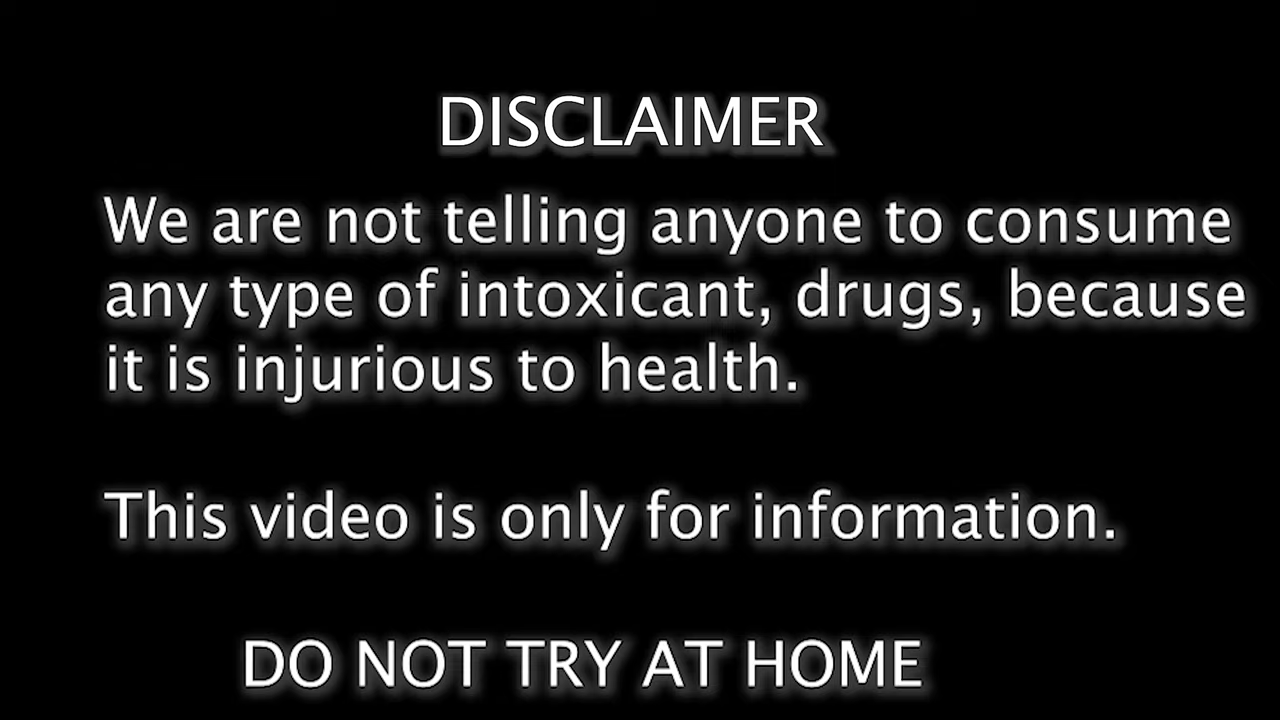 DISCLAIMER
We are not telling anyone to consume
any type of intoxicant, drugs, because
it is injurious to health.
This video is only for information.
DO NOT TRY AT HOME